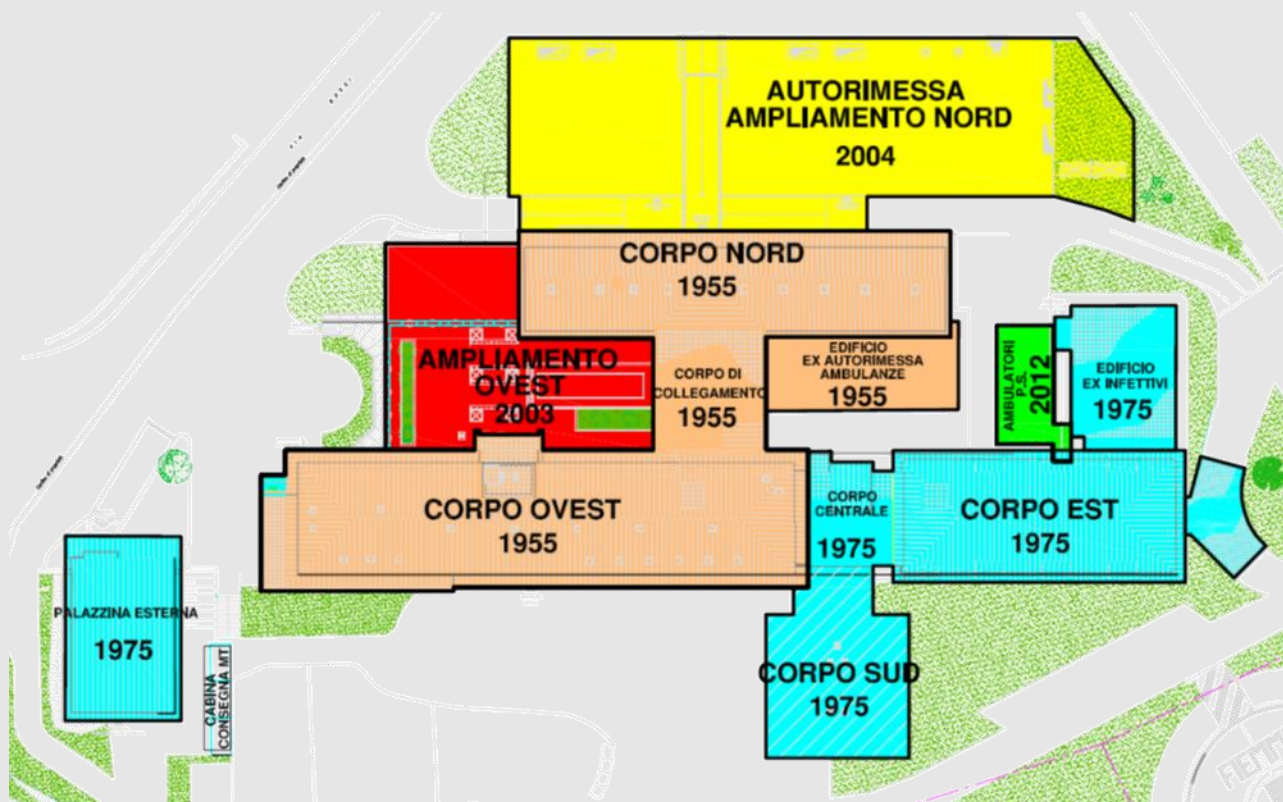 AUTORIMESSA
AMPLIAMENTO NORD
2004
CORPO NORD
1955
AMPLIAMENTO
OVEST
2003
CORPO DI
COLLEGAMENTO
1955
EDIFICIO
EX AUTORIMESSA
AMBULANZE
1955
AMBULATORI
P.S.
2012
EDIFICIO
EX INFETTIVI
1975
CORPO OVEST
1955
CORPO
CENTRALE
1975
CORPO EST
1975
PALAZZINA ESTERNA
1975
CABINA
CONSEGNA MT
CORPO SUD
1975